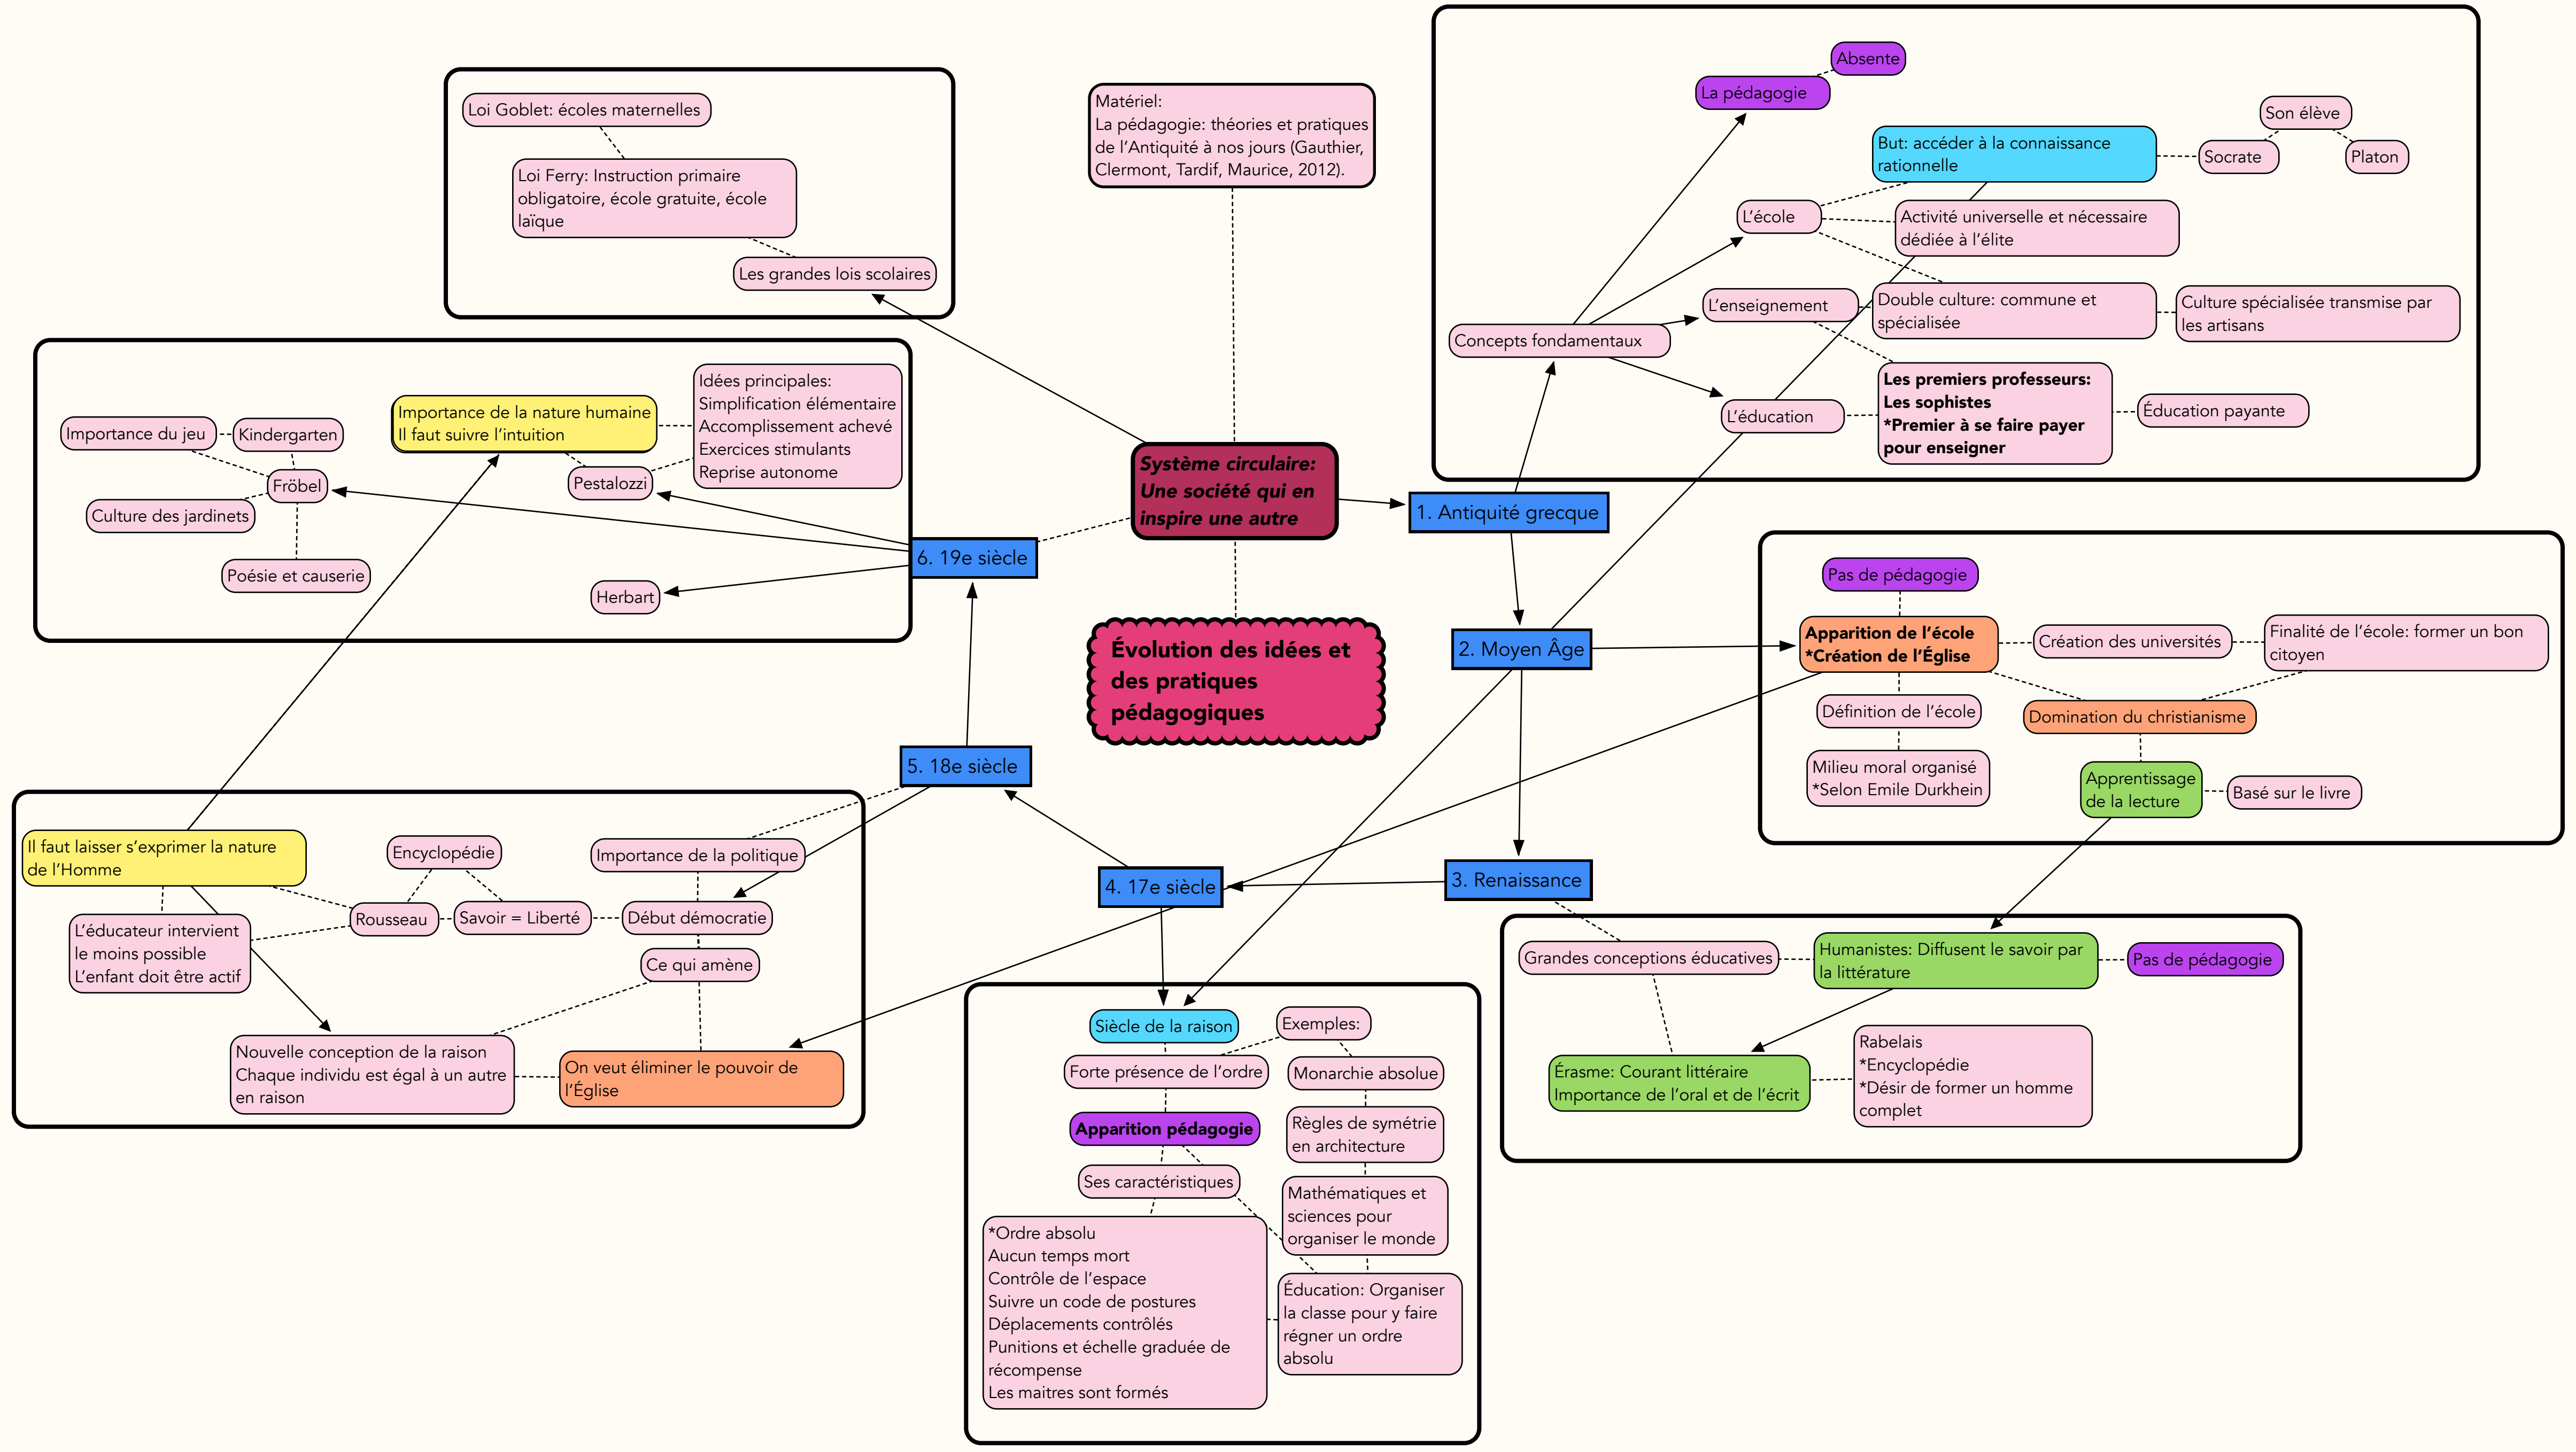 Évolution des idées et
des pratiques
pédagogiques
Système circulaire:
Une société qui en
inspire une autre
Matériel:
La pédagogie: théories et pratiques
de l’Antiquité à nos jours (Gauthier,
Clermont, Tardif, Maurice, 2012).
1. Antiquité grecque
Concepts fondamentaux
La pédagogie
Absente
L’école
But: accéder à la connaissance
rationnelle
Socrate
Son élève
Platon
Activité universelle et nécessaire
dédiée à l’élite
L’enseignement
Double culture: commune et
spécialisée
Culture spécialisée transmise par
les artisans
L’éducation
Les premiers professeurs:
Les sophistes
*Premier à se faire payer
pour enseigner
Éducation payante
2. Moyen Âge
Pas de pédagogie
Apparition de l’école
*Création de l’Église
Création des universités
Finalité de l’école: former un bon
citoyen
Définition de l’école
Domination du christianisme
Milieu moral organisé
*Selon Emile Durkhein
Apprentissage
de la lecture
Basé sur le livre
3. Renaissance
Grandes conceptions éducatives
Humanistes: Diffusent le savoir par
la littérature
Pas de pédagogie
Érasme: Courant littéraire
Importance de l’oral et de l’écrit
Rabelais
*Encyclopédie
*Désir de former un homme
complet
4. 17e siècle
Siècle de la raison
Exemples:
Forte présence de l’ordre
Monarchie absolue
Apparition pédagogie
Règles de symétrie
en architecture
Ses caractéristiques
Mathématiques et
sciences pour
organiser le monde
*Ordre absolu
Aucun temps mort
Contrôle de l’espace
Suivre un code de postures
Déplacements contrôlés
Punitions et échelle graduée de
récompense
Les maitres sont formés
Éducation: Organiser
la classe pour y faire
régner un ordre
absolu
5. 18e siècle
Il faut laisser s’exprimer la nature
de l’Homme
Encyclopédie
Importance de la politique
Rousseau
Savoir = Liberté
Début démocratie
L’éducateur intervient
le moins possible
L’enfant doit être actif
Ce qui amène
Nouvelle conception de la raison
Chaque individu est égal à un autre
en raison
On veut éliminer le pouvoir de
l’Église
6. 19e siècle
Importance du jeu
Kindergarten
Importance de la nature humaine
Il faut suivre l’intuition
Idées principales:
Simplification élémentaire
Accomplissement achevé
Exercices stimulants
Reprise autonome
Fröbel
Pestalozzi
Culture des jardinets
Poésie et causerie
Herbart
Loi Goblet: écoles maternelles
Loi Ferry: Instruction primaire
obligatoire, école gratuite, école
laïque
Les grandes lois scolaires